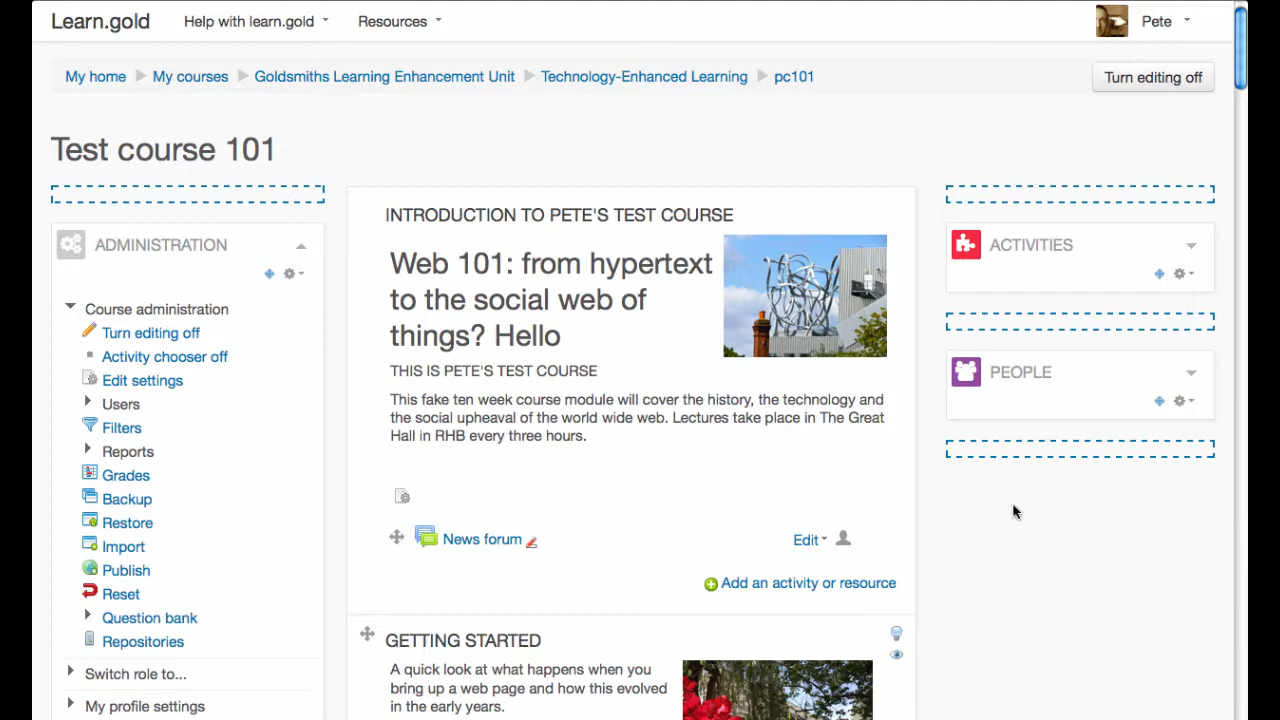 Learn.gold
Help with learn.gold
Resources
Pete
My home
My courses
Goldsmiths Learning Enhancement Unit
Technology-Enhanced Learning
pc101
Turn editing off
Test course 101
ADMINISTRATION
Course administration
Turn editing off
Activity chooser off
Edit settings
Users
Filters
Reports
Grades
Backup
Restore
Import
Publish
Reset
Question bank
Repositories
Switch role to...
My profile settings
INTRODUCTION TO PETE'S TEST COURSE
Web 101: from hypertext
to the social web of
things? Hello
THIS IS PETE'S TEST COURSE
This fake ten week course module will cover the history, the technology and
the social upheaval of the world wide web. Lectures take place in The Great
Hall in RHB every three hours.
News forum
Edit
Add an activity or resource
GETTING STARTED
A quick look at what happens when you
bring up a web page and how this evolved
in the early years.
ACTIVITIES
PEOPLE